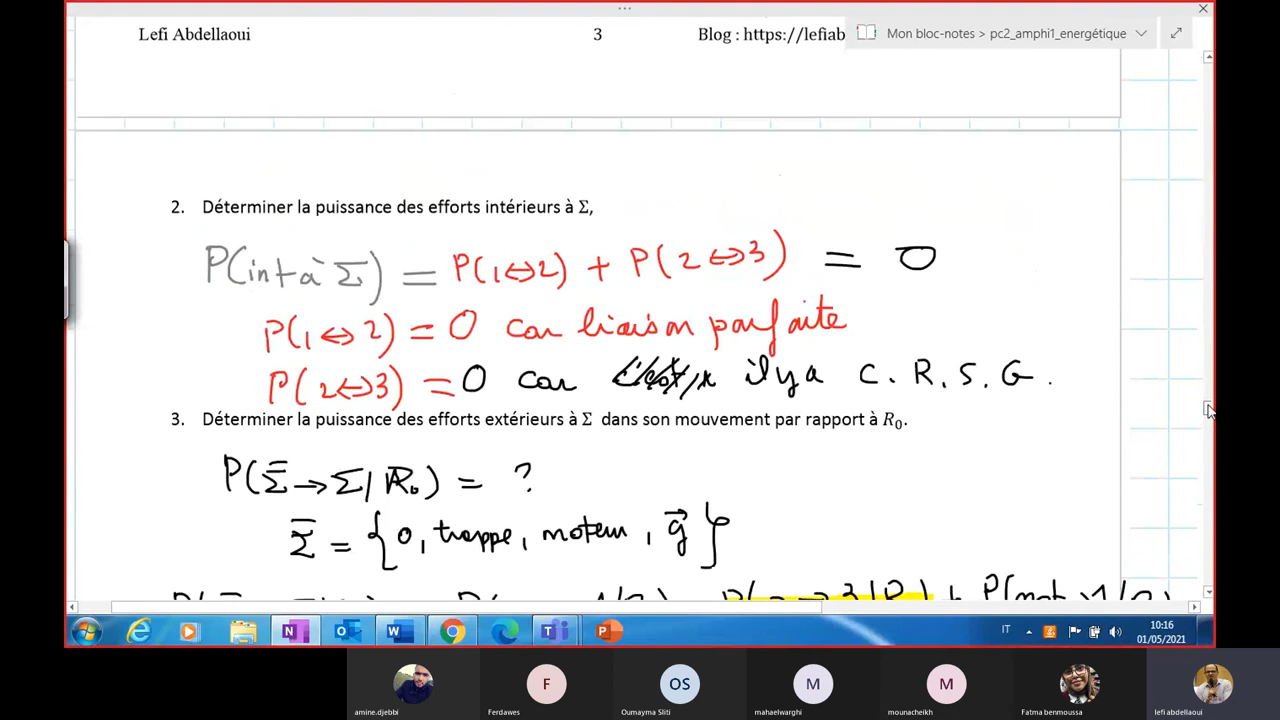 Lefi Abdellaoui 3 Blog : https://lefiab
Mon bloc-notes > pc2_amphi1_energétique
2. Déterminer la puissance des efforts intérieurs à Σ,
P(int à Σ) = P(1⇔2) + P(2⇔3) = 0
P(1⇔2) = 0 car liaison parfaite
P(2⇔3) = 0 car il y a C.R.S.G.
3. Déterminer la puissance des efforts extérieurs à Σ dans son mouvement par rapport à R₀.
P(Σ̄→Σ/R₀) = ?
Σ̄ = {0, trappe, moteur, g⃗}
IT
10:16
01/05/2021
F
OS
M
M
amine.djebbi
Ferdawes
Oumayma Sliti
mahaelwarghi
mounacheikh
Fatma benmoussa
lefi abdellaoui